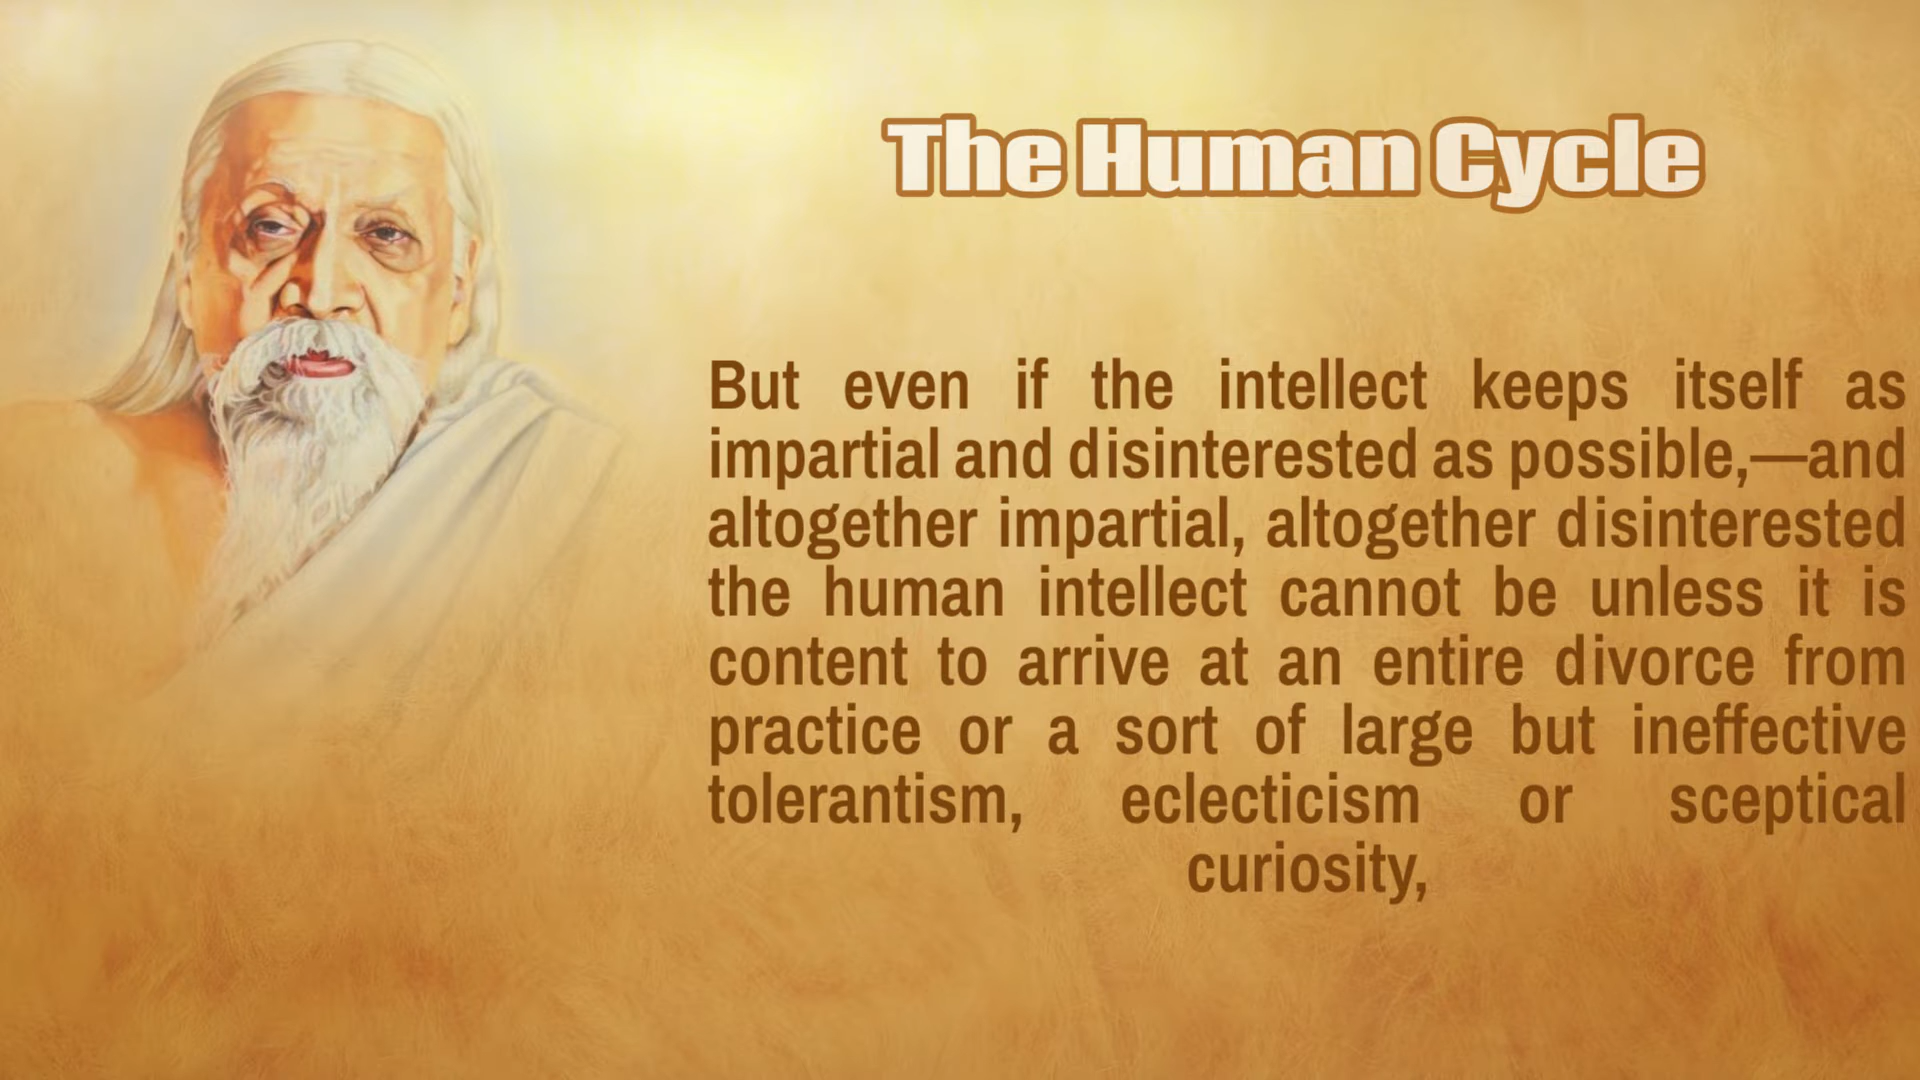 The Human Cycle
But even if the intellect keeps itself as
impartial and disinterested as possible,—and
altogether impartial, altogether disinterested
the human intellect cannot be unless it is
content to arrive at an entire divorce from
practice or a sort of large but ineffective
tolerantism, eclecticism or sceptical
curiosity,